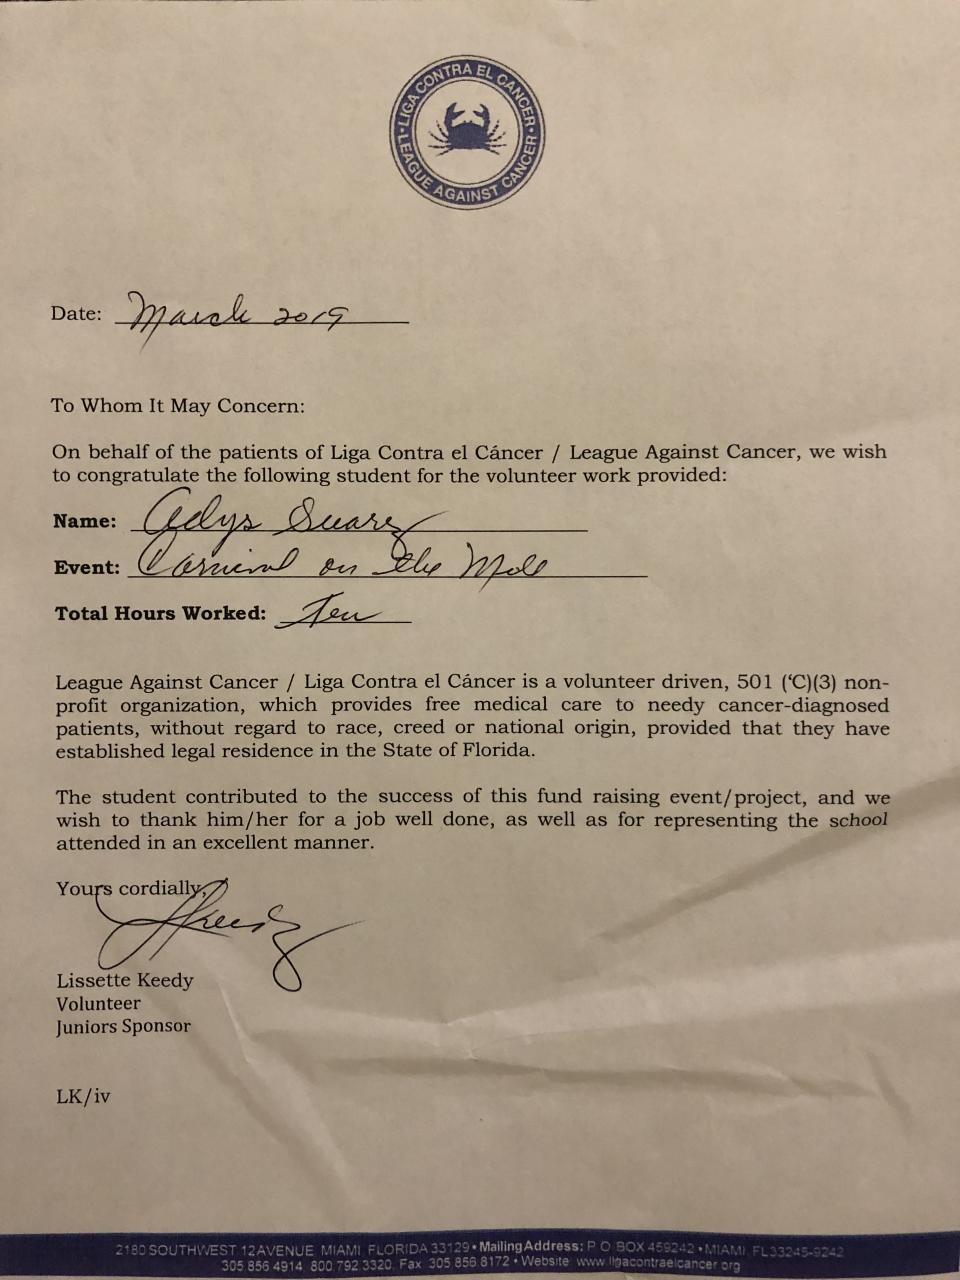 LIGA CONTRA EL CANCER
LEAGUE AGAINST CANCER
Date: March 2019
To Whom It May Concern:
On behalf of the patients of Liga Contra el Cáncer / League Against Cancer, we wish
to congratulate the following student for the volunteer work provided:
Name: Adys Suarez
Event: Carnival on the Mile
Total Hours Worked: Ten
League Against Cancer / Liga Contra el Cáncer is a volunteer driven, 501 (‘C)(3) non-
profit organization, which provides free medical care to needy cancer-diagnosed
patients, without regard to race, creed or national origin, provided that they have
established legal residence in the State of Florida.
The student contributed to the success of this fund raising event/project, and we
wish to thank him/her for a job well done, as well as for representing the school
attended in an excellent manner.
Yours cordially,
LKeedy
Lissette Keedy
Volunteer
Juniors Sponsor
LK/iv
2180 SOUTHWEST 12 AVENUE MIAMI FLORIDA 33129 • Mailing Address: P O BOX 459242 • MIAMI, FL 33245-9242
305 856 4914 800 792 3320 Fax 305 856 8172 • Website www ligacontraelcancer org